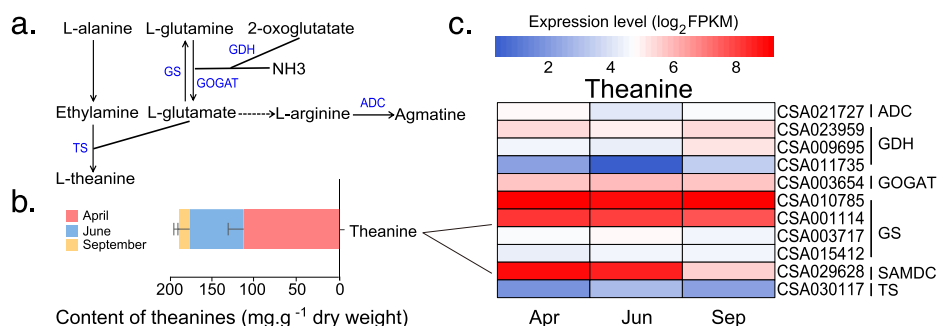 a.
L-alanine
L-glutamine
2-oxoglutatate
GDH
GS
NH3
GOGAT
Ethylamine
L-glutamate
L-arginine
ADC
Agmatine
TS
L-theanine
b.
April
June
September
Theanine
200 150 100 50 0
Content of theanines (mg.g⁻¹ dry weight)
c.
Expression level (log₂FPKM)
2 4 6 8
Theanine
CSA021727 ADC
CSA023959
CSA009695 GDH
CSA011735
CSA003654 GOGAT
CSA010785
CSA001114
GS
CSA003717
CSA015412
CSA029628 SAMDC
CSA030117 TS
Apr Jun Sep